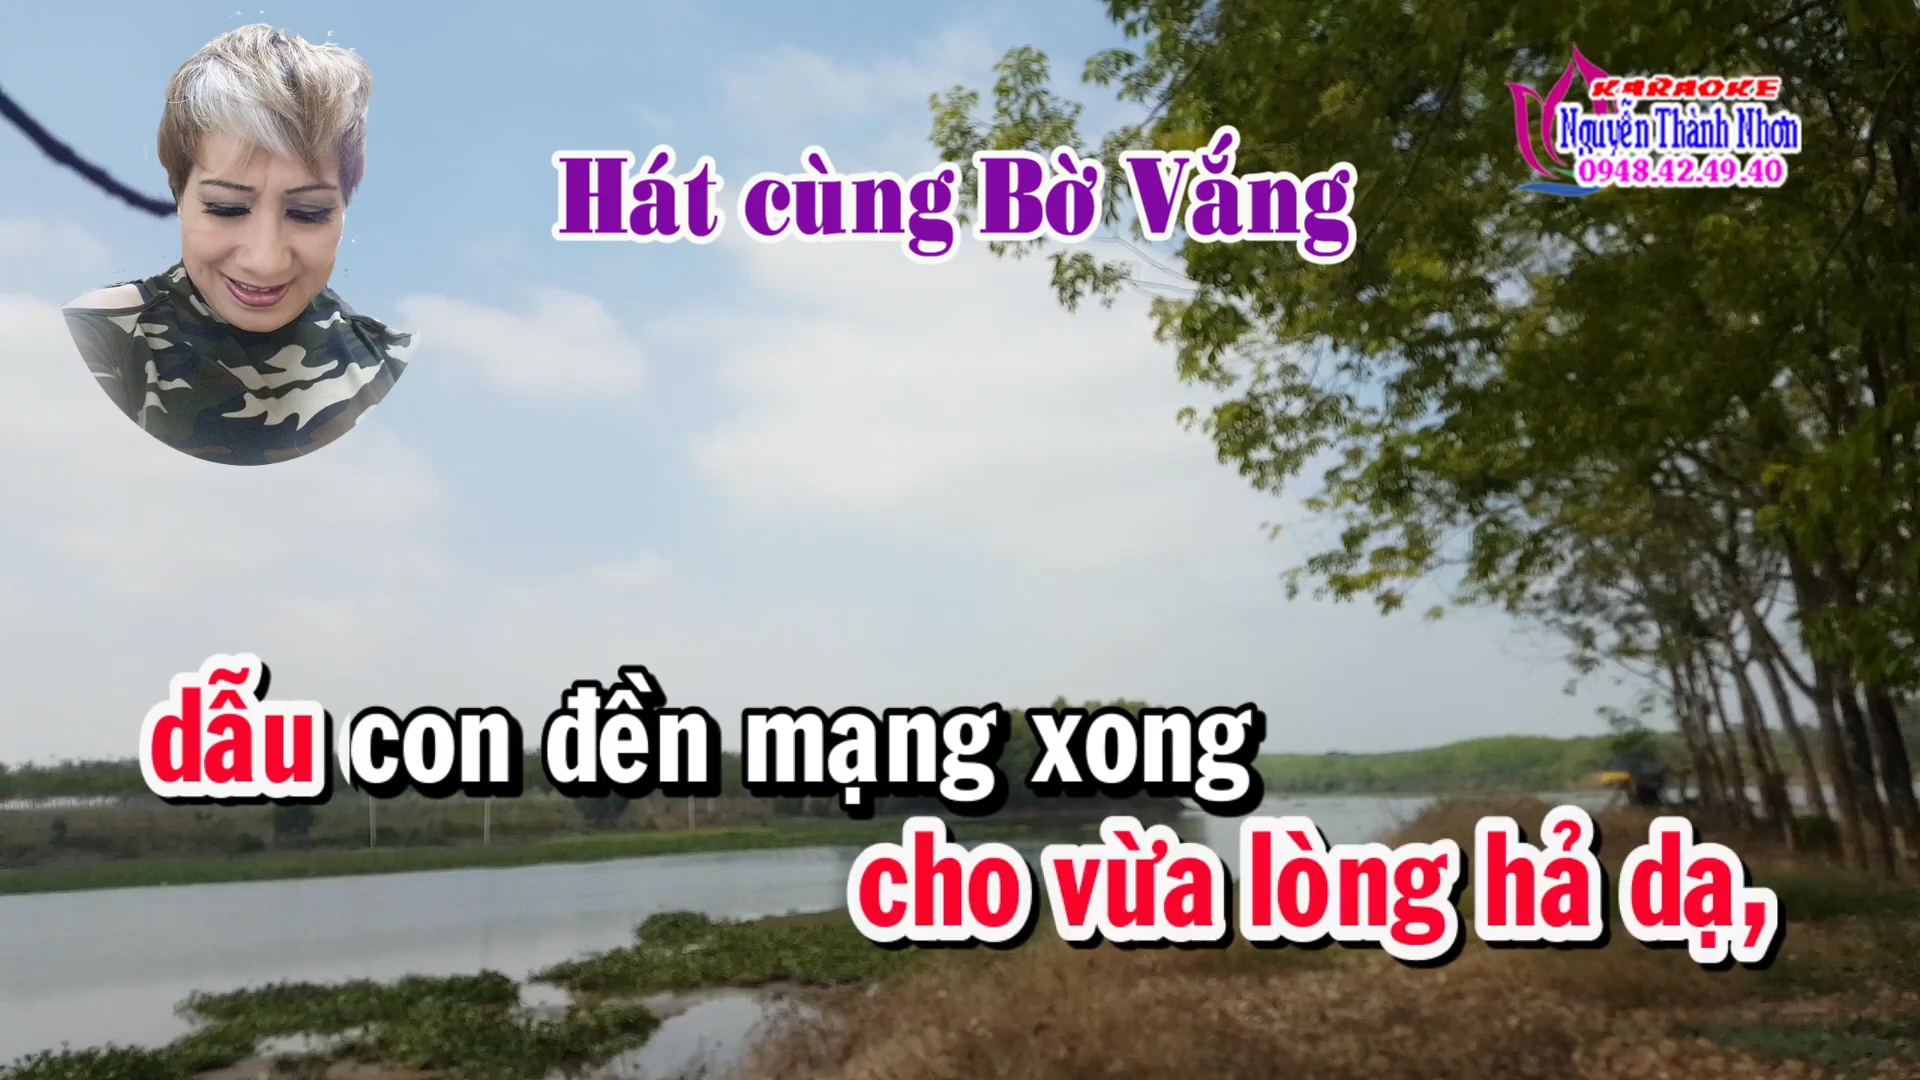 KARAOKE
Nguyễn Thành Nhơn
0948.42.49.40
Hát cùng Bờ Vắng
dẫu con đền mạng xong
cho vừa lòng hả dạ,